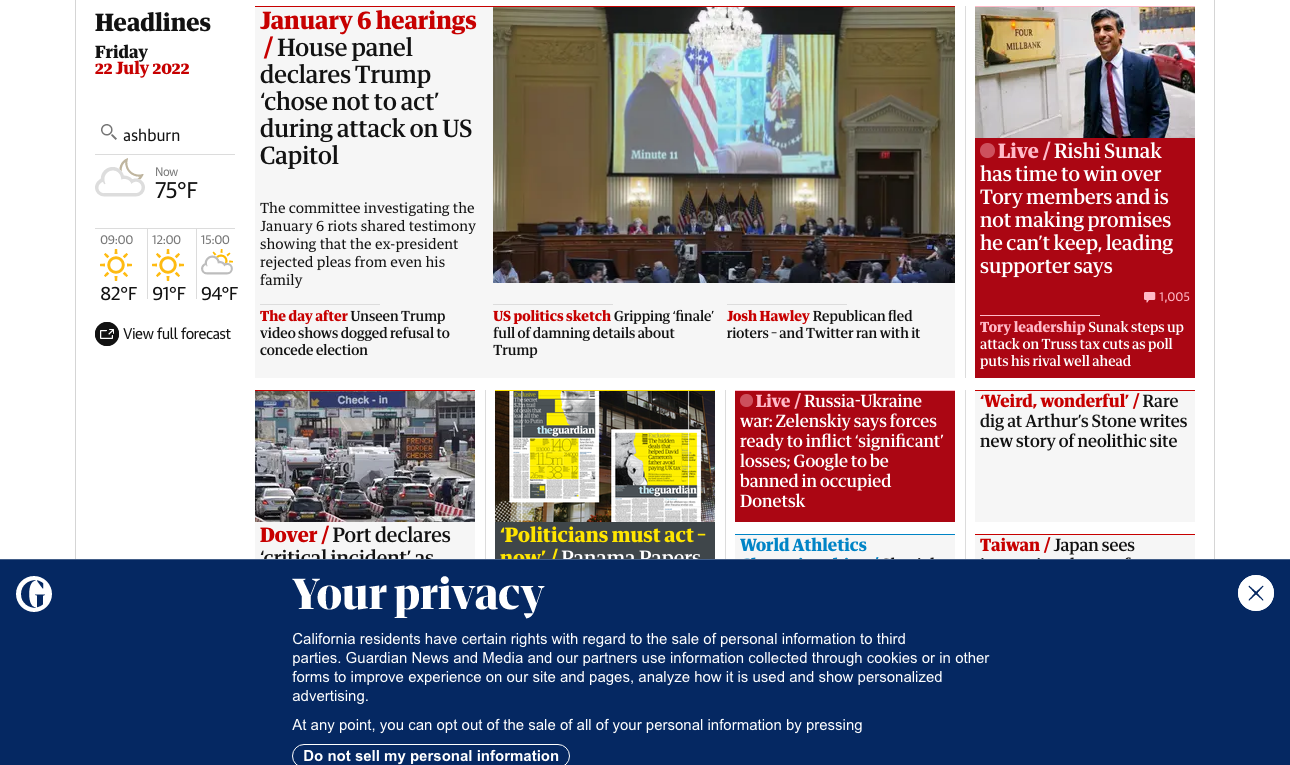 Headlines
Friday
22 July 2022
ashburn
Now
75°F
09:00
12:00
15:00
82°F
91°F
94°F
View full forecast
January 6 hearings
/ House panel
declares Trump
‘chose not to act’
during attack on US
Capitol
The committee investigating the
January 6 riots shared testimony
showing that the ex-president
rejected pleas from even his
family
Minute 11
The day after Unseen Trump
video shows dogged refusal to
concede election
US politics sketch Gripping ‘finale’
full of damning details about
Trump
Josh Hawley Republican fled
rioters – and Twitter ran with it
FOUR
MILLBANK
Live / Rishi Sunak
has time to win over
Tory members and is
not making promises
he can’t keep, leading
supporter says
1,005
Tory leadership Sunak steps up
attack on Truss tax cuts as poll
puts his rival well ahead
Check - in
FRENCH
BORDER
CHECKS
Dover / Port declares
‘critical incident’ as
theguardian
theguardian
‘Politicians must act –
now’ / Panama Papers
Live / Russia-Ukraine
war: Zelenskiy says forces
ready to inflict ‘significant’
losses; Google to be
banned in occupied
Donetsk
World Athletics
‘Weird, wonderful’ / Rare
dig at Arthur’s Stone writes
new story of neolithic site
Taiwan / Japan sees
Your privacy
California residents have certain rights with regard to the sale of personal information to third
parties. Guardian News and Media and our partners use information collected through cookies or in other
forms to improve experience on our site and pages, analyze how it is used and show personalized
advertising.
At any point, you can opt out of the sale of all of your personal information by pressing
Do not sell my personal information